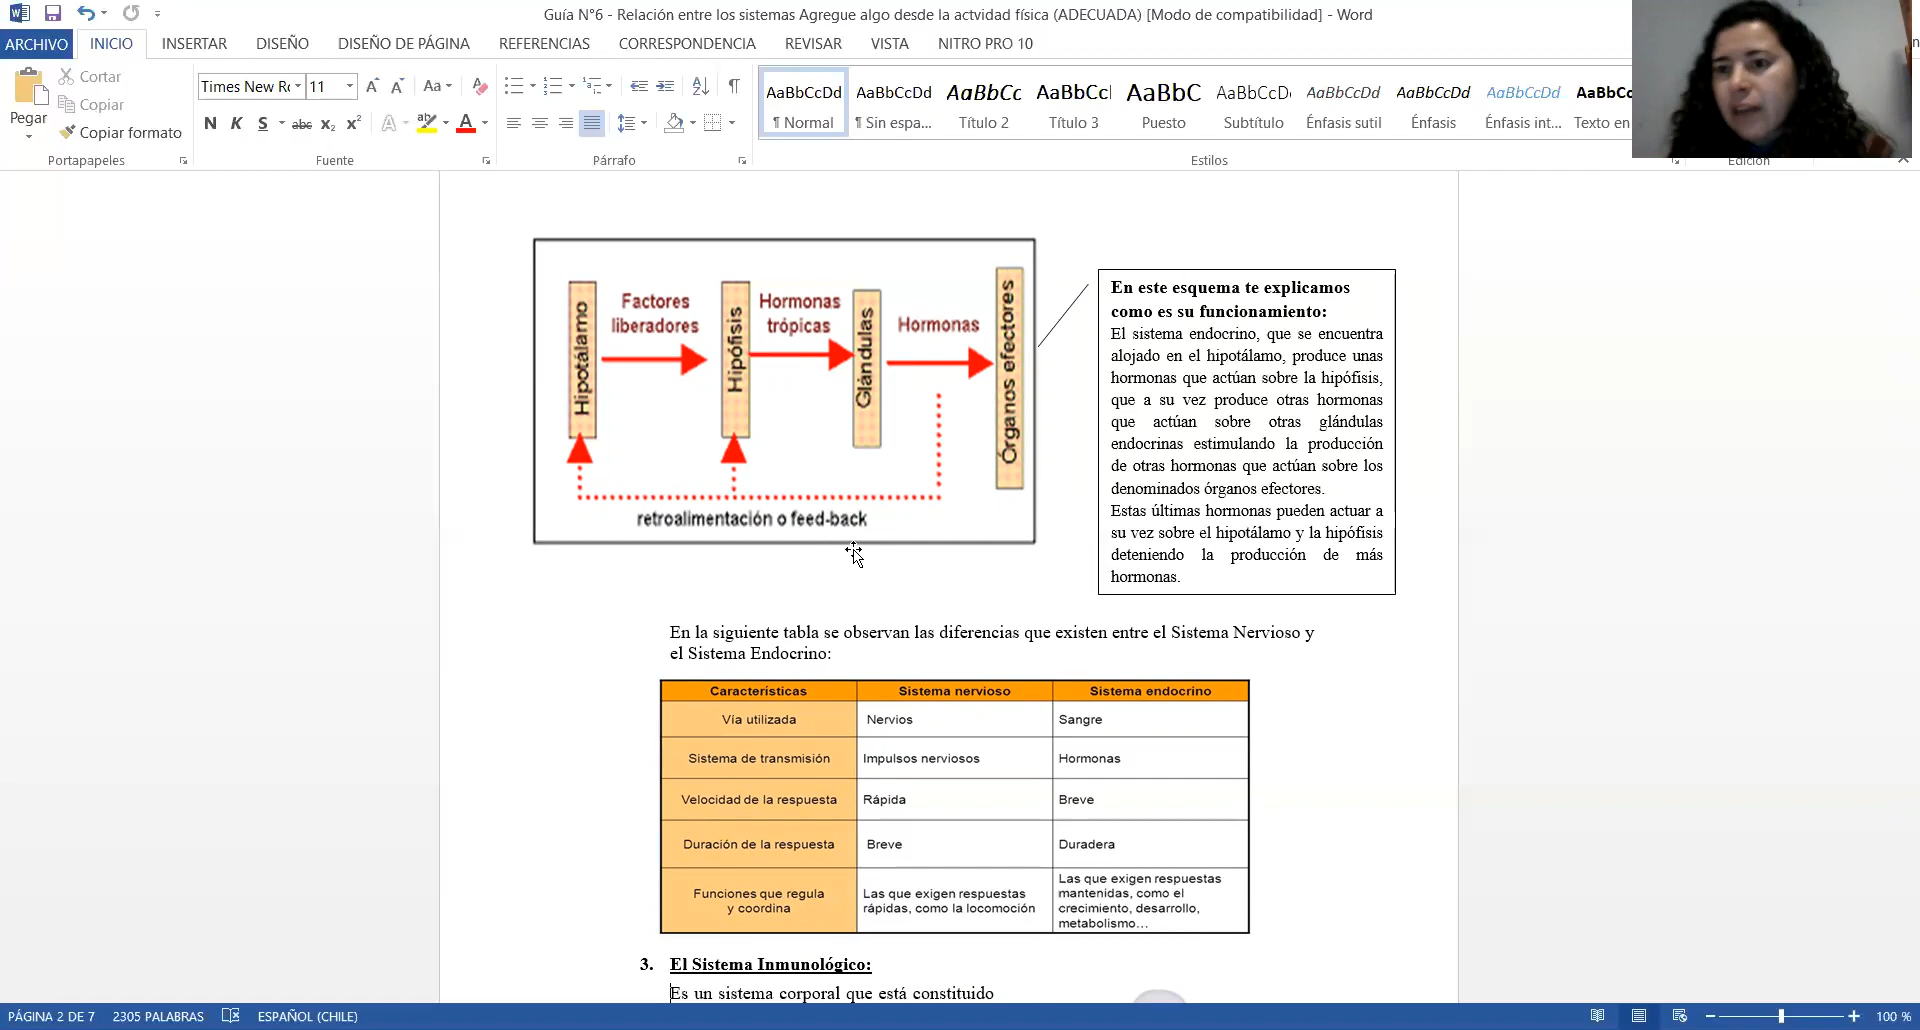 Guía N°6 - Relación entre los sistemas Agregue algo desde la actvidad física (ADECUADA) [Modo de compatibilidad] - Word
ARCHIVO INICIO INSERTAR DISEÑO DISEÑO DE PÁGINA REFERENCIAS CORRESPONDENCIA REVISAR VISTA NITRO PRO 10
Pegar
Cortar
Copiar
Copiar formato
Portapapeles
Times New Ro 11
Aa
N K S abc x₂ x²
Fuente
Párrafo
AaBbCcDd AaBbCcDd AaBbCc AaBbCcl AaBbC AaBbCcD AaBbCcDd AaBbCcDd AaBbCcDd AaBbCc
¶ Normal ¶ Sin espa... Título 2 Título 3 Puesto Subtítulo Énfasis sutil Énfasis Énfasis int... Texto en
Estilos
Edición
Hipotálamo
Factores
liberadores
Hipófisis
Hormonas
trópicas
Glándulas
Hormonas
Órganos efectores
retroalimentación o feed-back
En este esquema te explicamos
como es su funcionamiento:
El sistema endocrino, que se encuentra
alojado en el hipotálamo, produce unas
hormonas que actúan sobre la hipófisis,
que a su vez produce otras hormonas
que actúan sobre otras glándulas
endocrinas estimulando la producción
de otras hormonas que actúan sobre los
denominados órganos efectores.
Estas últimas hormonas pueden actuar a
su vez sobre el hipotálamo y la hipófisis
deteniendo la producción de más
hormonas.
En la siguiente tabla se observan las diferencias que existen entre el Sistema Nervioso y
el Sistema Endocrino:
Características Sistema nervioso Sistema endocrino
Vía utilizada Nervios Sangre
Sistema de transmisión Impulsos nerviosos Hormonas
Velocidad de la respuesta Rápida Breve
Duración de la respuesta Breve Duradera
Funciones que regula
y coordina
Las que exigen respuestas
rápidas, como la locomoción
Las que exigen respuestas
mantenidas, como el
crecimiento, desarrollo,
metabolismo...
3. El Sistema Inmunológico:
Es un sistema corporal que está constituido
PÁGINA 2 DE 7 2305 PALABRAS ESPAÑOL (CHILE) 100 %